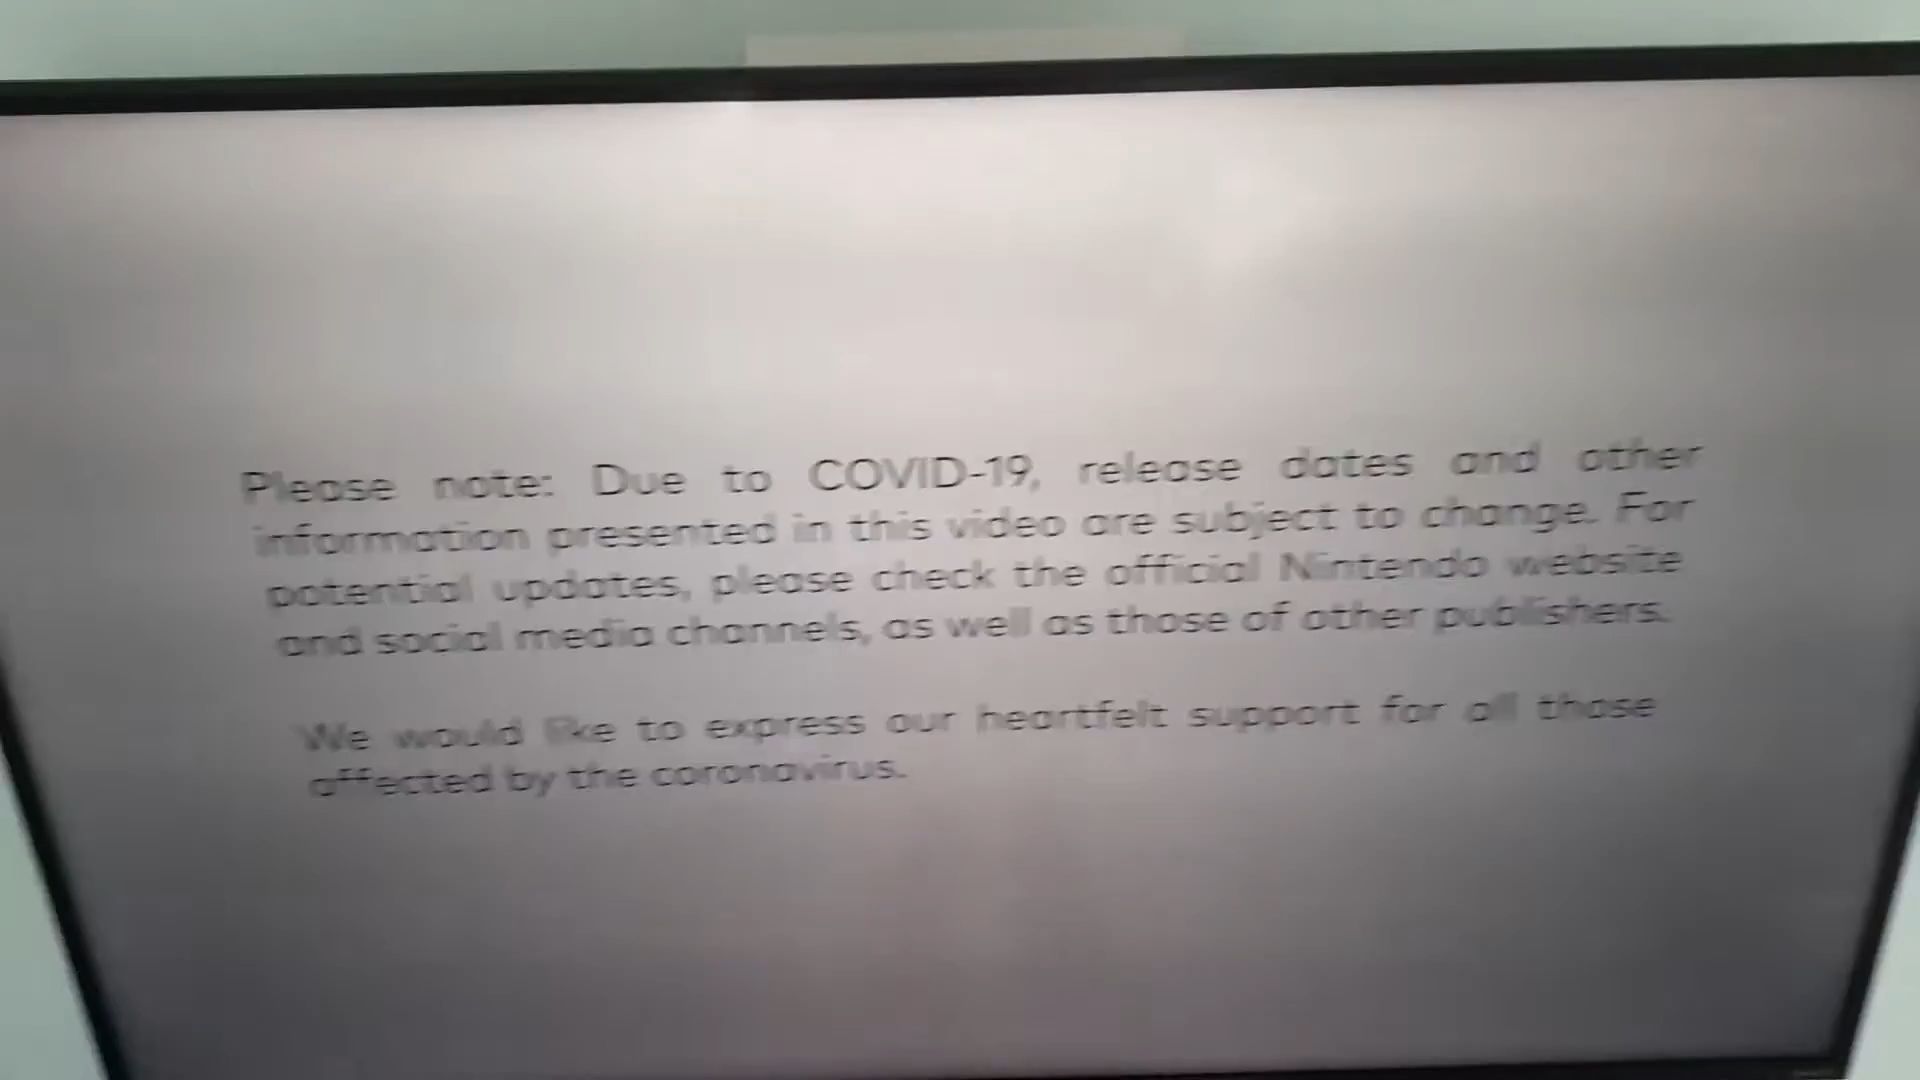 Please note: Due to COVID-19, release dates and other
information presented in this video are subject to change. For
potential updates, please check the official Nintendo website
and social media channels, as well as those of other publishers.
We would like to express our heartfelt support for all those
affected by the coronavirus.